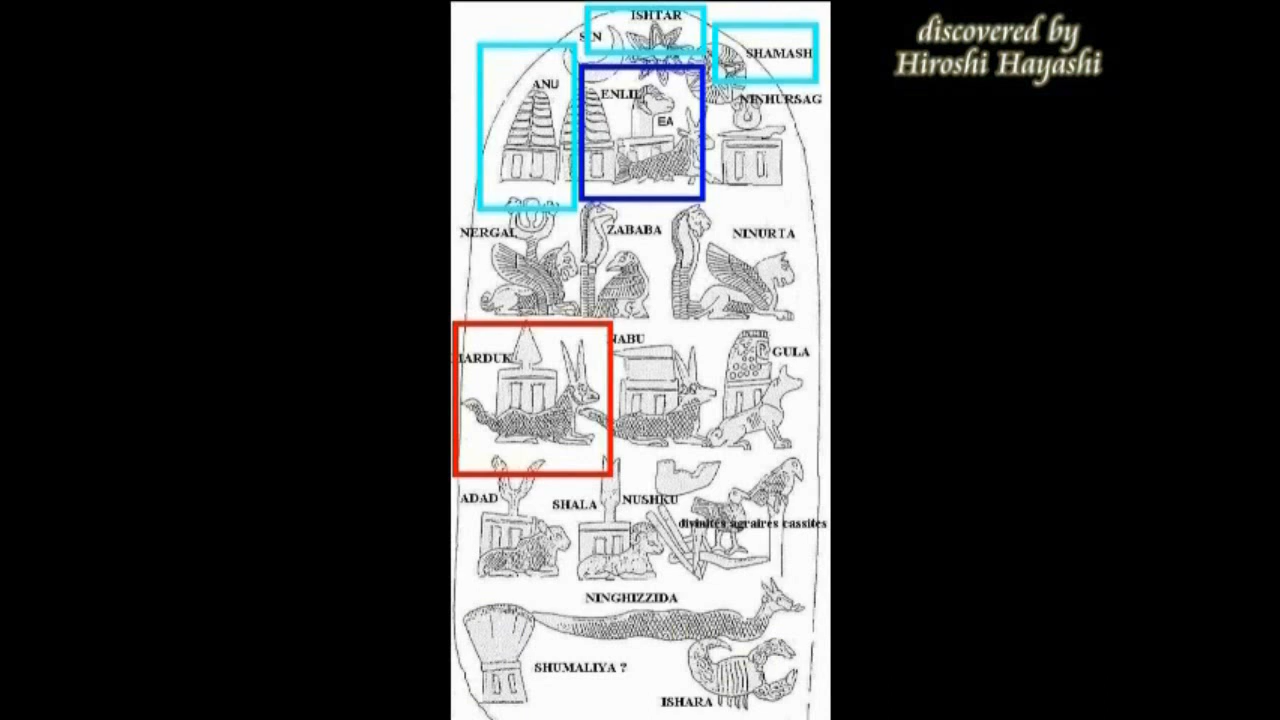 discovered by
Hiroshi Hayashi
ISHTAR
SIN
SHAMASH
ANU
ENLIL
NINHURSAG
EA
NERGAL
ZABABA
NINURTA
MARDUK
NABU
GULA
ADAD
SHALA
NUSHKU
divinités agraires cassites
NINGHIZZIDA
SHUMALIYA ?
ISHARA